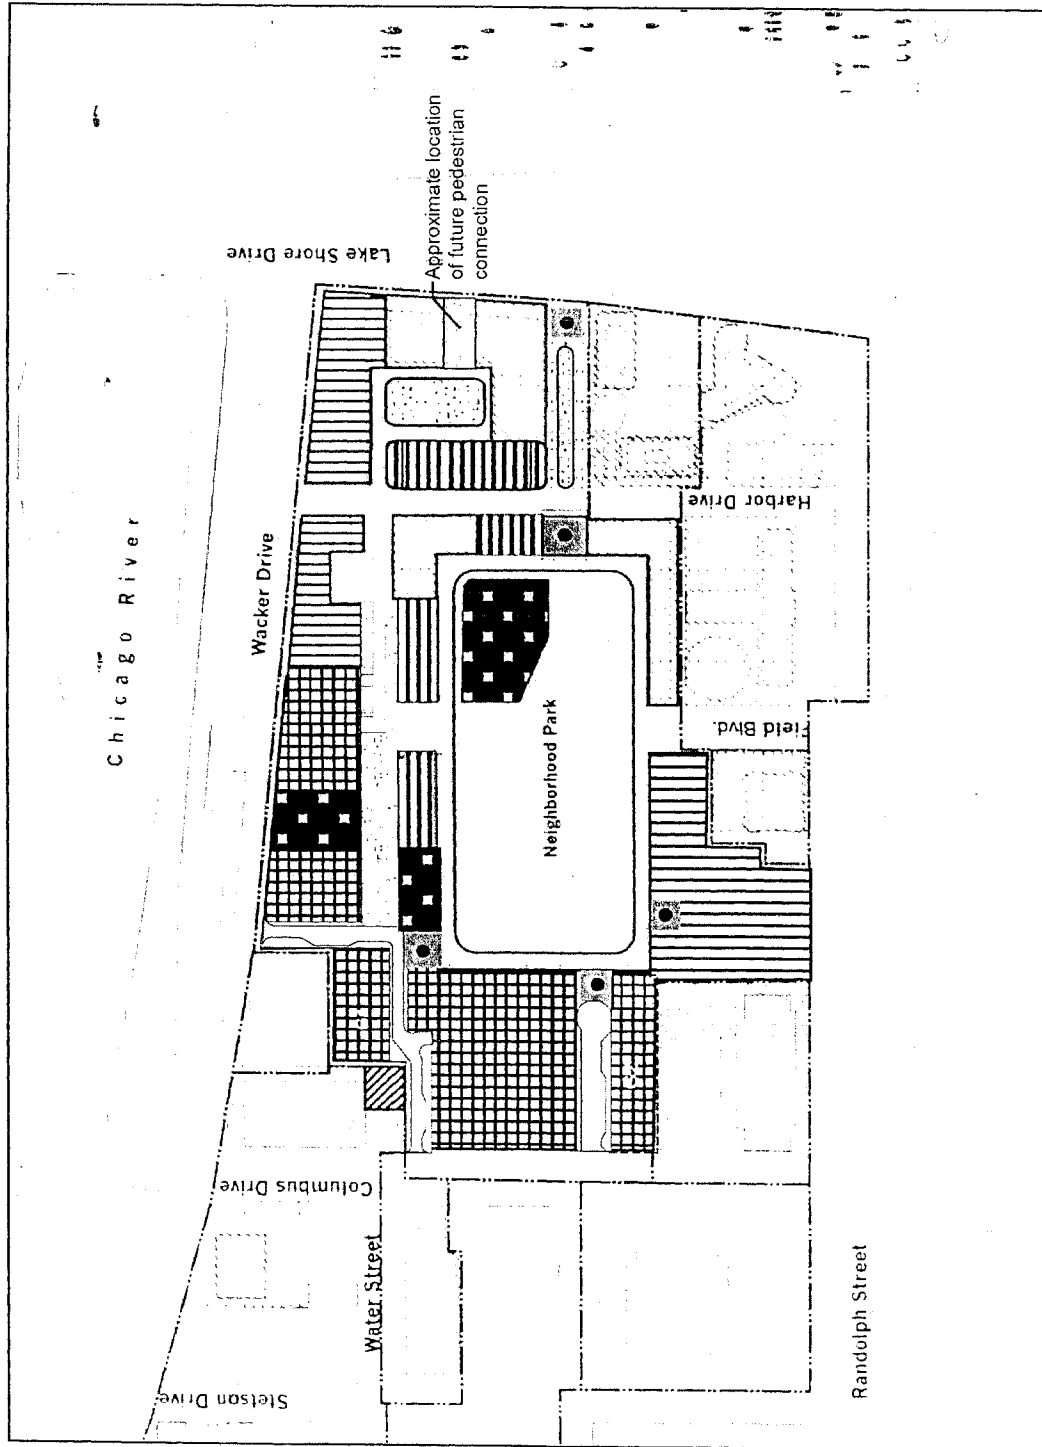 Chicago River
Wacker Drive
Lake Shore Drive
Approximate location
of future pedestrian
connection
Harbor Drive
Field Blvd.
Neighborhood Park
Columbus Drive
Water Street
Stetson Drive
Randolph Street